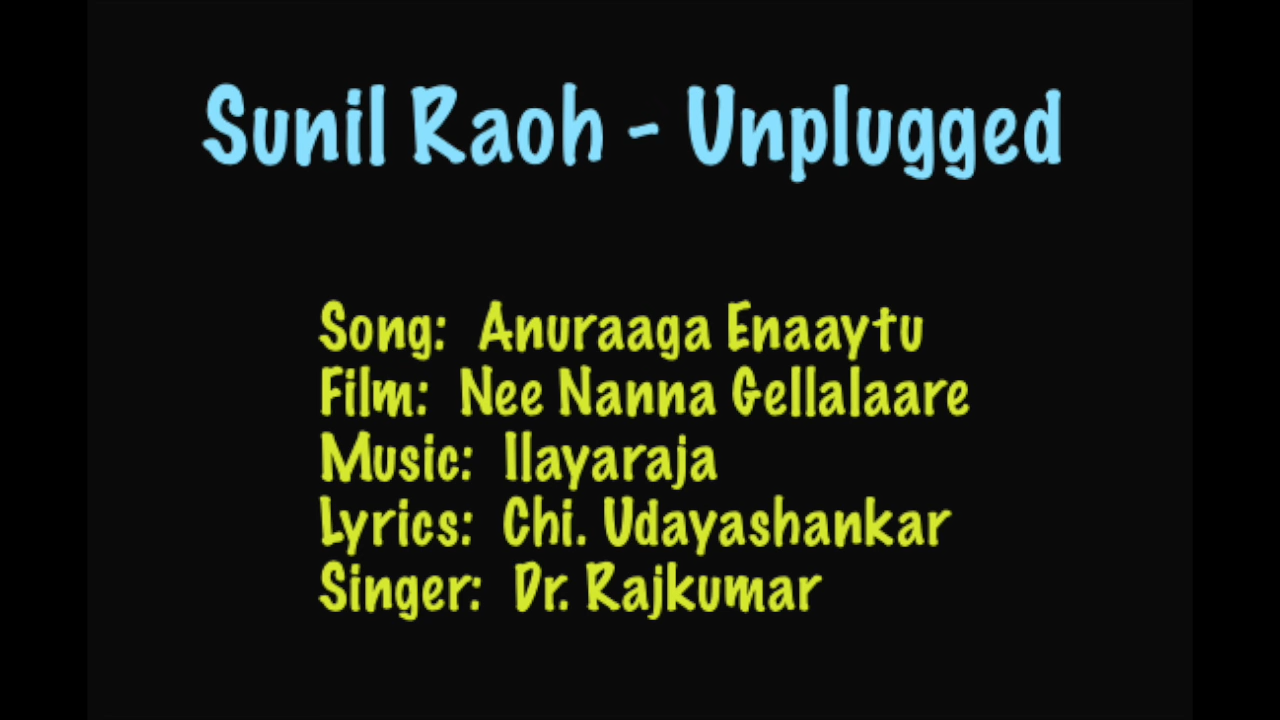 Sunil Raoh - Unplugged
Song: Anuraaga Enaaytu
Film: Nee Nanna Gellalaare
Music: Ilayaraja
Lyrics: Chi. Udayashankar
Singer: Dr. Rajkumar